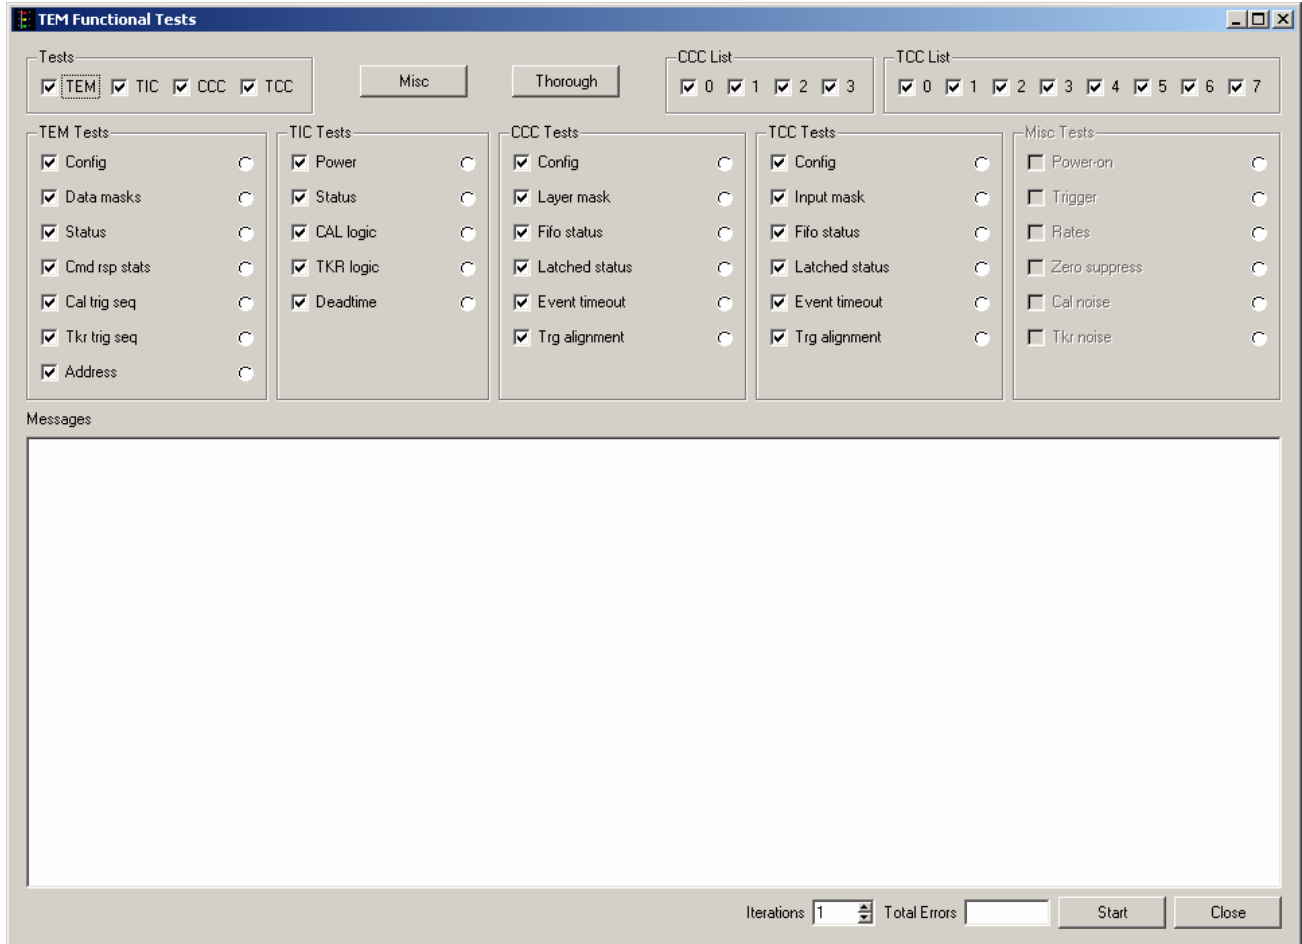 TEM Functional Tests
Tests
TEM TIC CCC TCC
Misc
Thorough
CCC List
0 1 2 3
TCC List
0 1 2 3 4 5 6 7
TEM Tests
Config
Data masks
Status
Cmd rsp stats
Cal trig seq
Tkr trig seq
Address
TIC Tests
Power
Status
CAL logic
TKR logic
Deadtime
CCC Tests
Config
Layer mask
Fifo status
Latched status
Event timeout
Trg alignment
TCC Tests
Config
Input mask
Fifo status
Latched status
Event timeout
Trg alignment
Misc Tests
Power-on
Trigger
Rates
Zero suppress
Cal noise
Tkr noise
Messages
Iterations 1 Total Errors Start Close